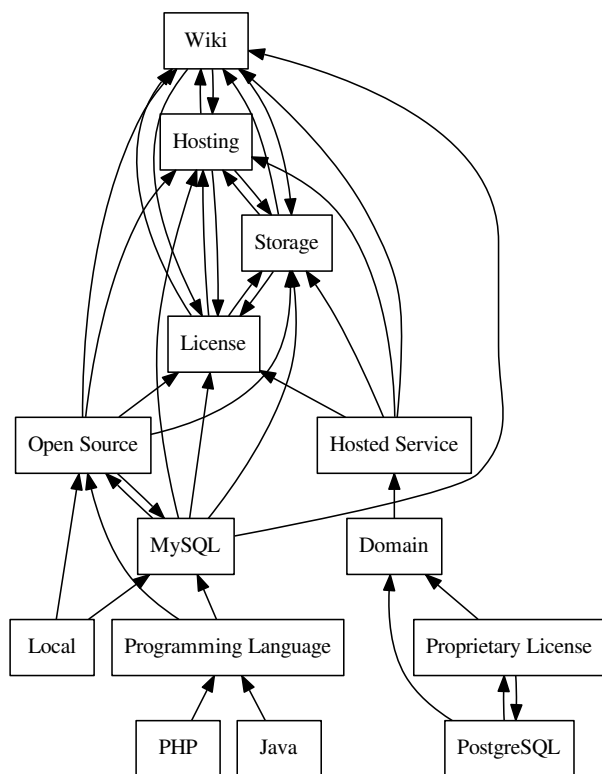 Wiki
Hosting
Storage
License
Open Source
Hosted Service
MySQL
Domain
Local
Programming Language
Proprietary License
PHP
Java
PostgreSQL